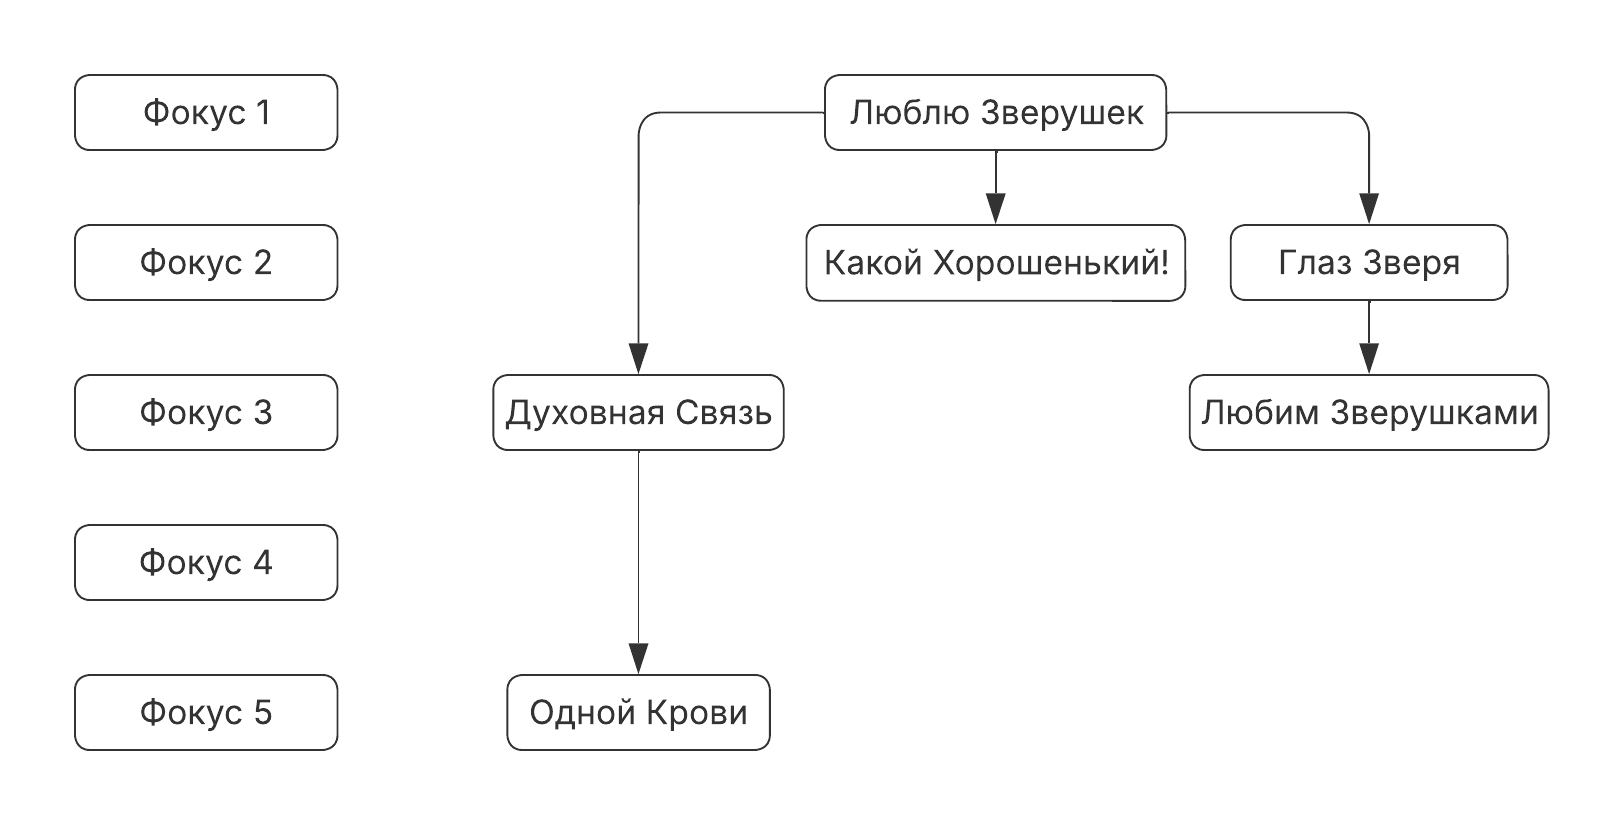 Фокус 1
Люблю Зверушек
Фокус 2
Какой Хорошенький!
Глаз Зверя
Фокус 3
Духовная Связь
Любим Зверушками
Фокус 4
Фокус 5
Одной Крови